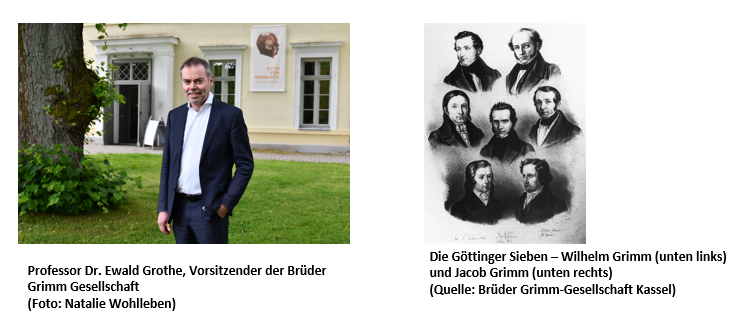 Professor Dr. Ewald Grothe, Vorsitzender der Brüder
Grimm Gesellschaft
(Foto: Natalie Wohlleben)
Die Göttinger Sieben – Wilhelm Grimm (unten links)
und Jacob Grimm (unten rechts)
(Quelle: Brüder Grimm-Gesellschaft Kassel)